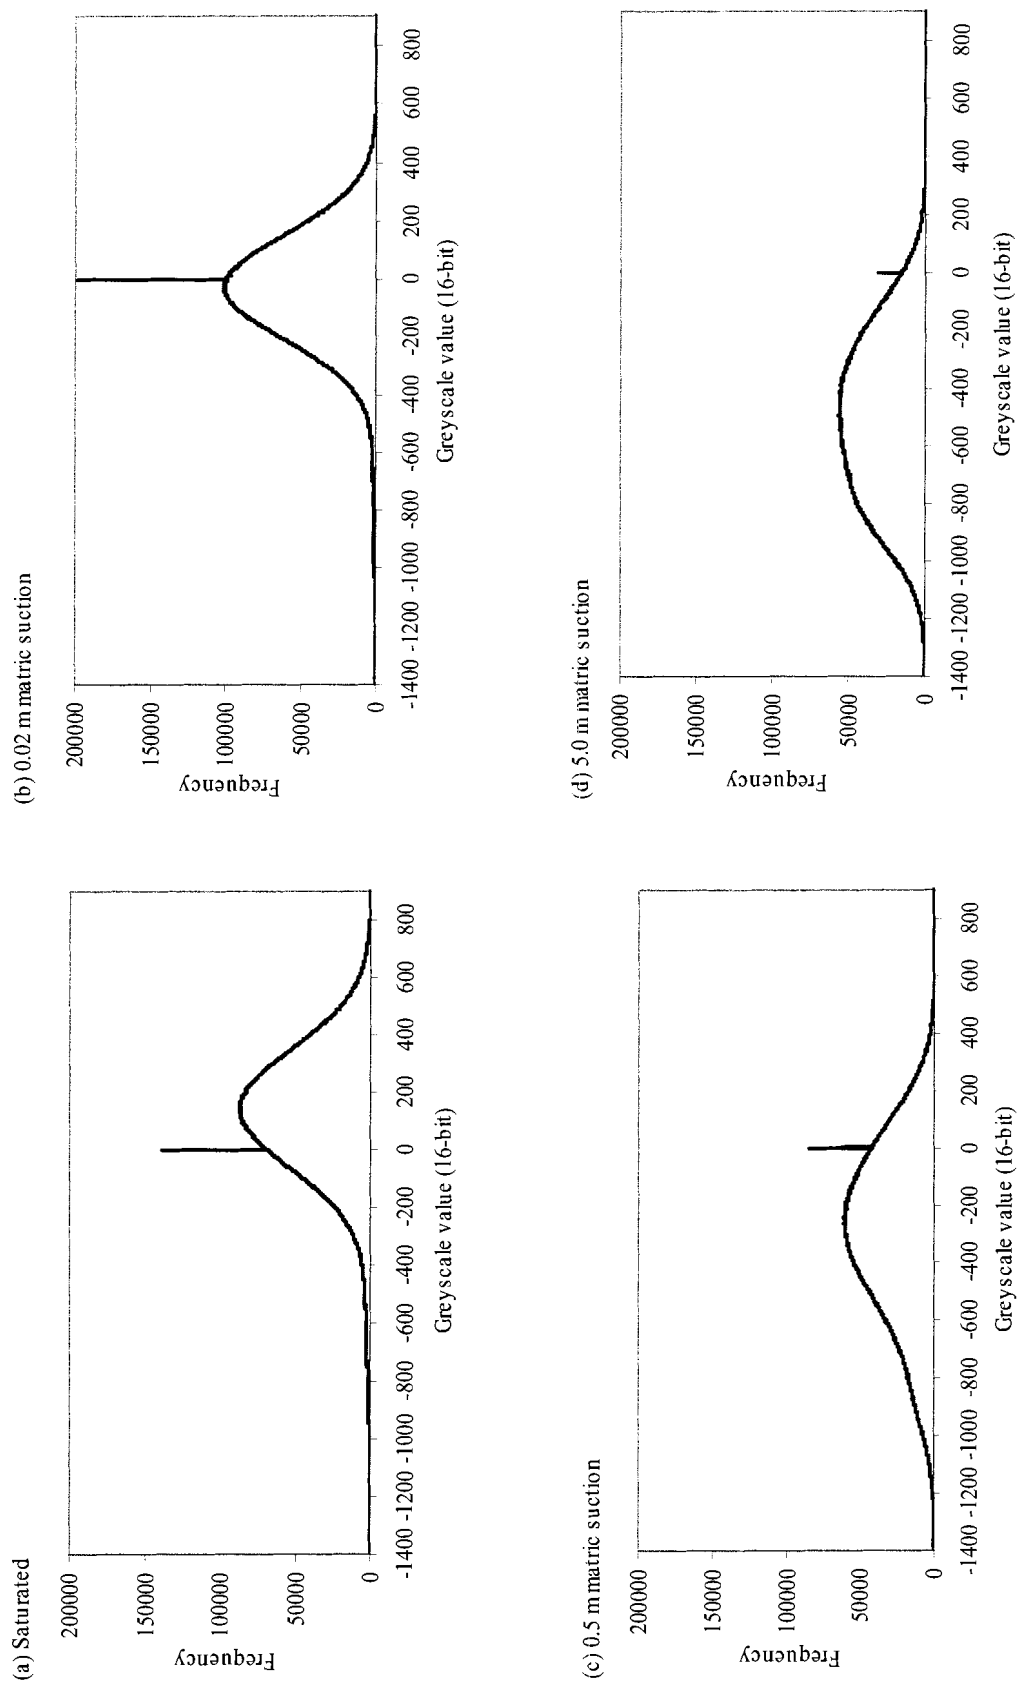 (a) Saturated
Frequency
200000
150000
100000
50000
0
-1400 -1200 -1000 -800 -600 -400 -200 0 200 400 600 800
Greyscale value (16-bit)
(b) 0.02 m matric suction
Frequency
200000
150000
100000
50000
0
-1400 -1200 -1000 -800 -600 -400 -200 0 200 400 600 800
Greyscale value (16-bit)
(c) 0.5 m matric suction
Frequency
200000
150000
100000
50000
0
-1400 -1200 -1000 -800 -600 -400 -200 0 200 400 600 800
Greyscale value (16-bit)
(d) 5.0 m matric suction
Frequency
200000
150000
100000
50000
0
-1400 -1200 -1000 -800 -600 -400 -200 0 200 400 600 800
Greyscale value (16-bit)